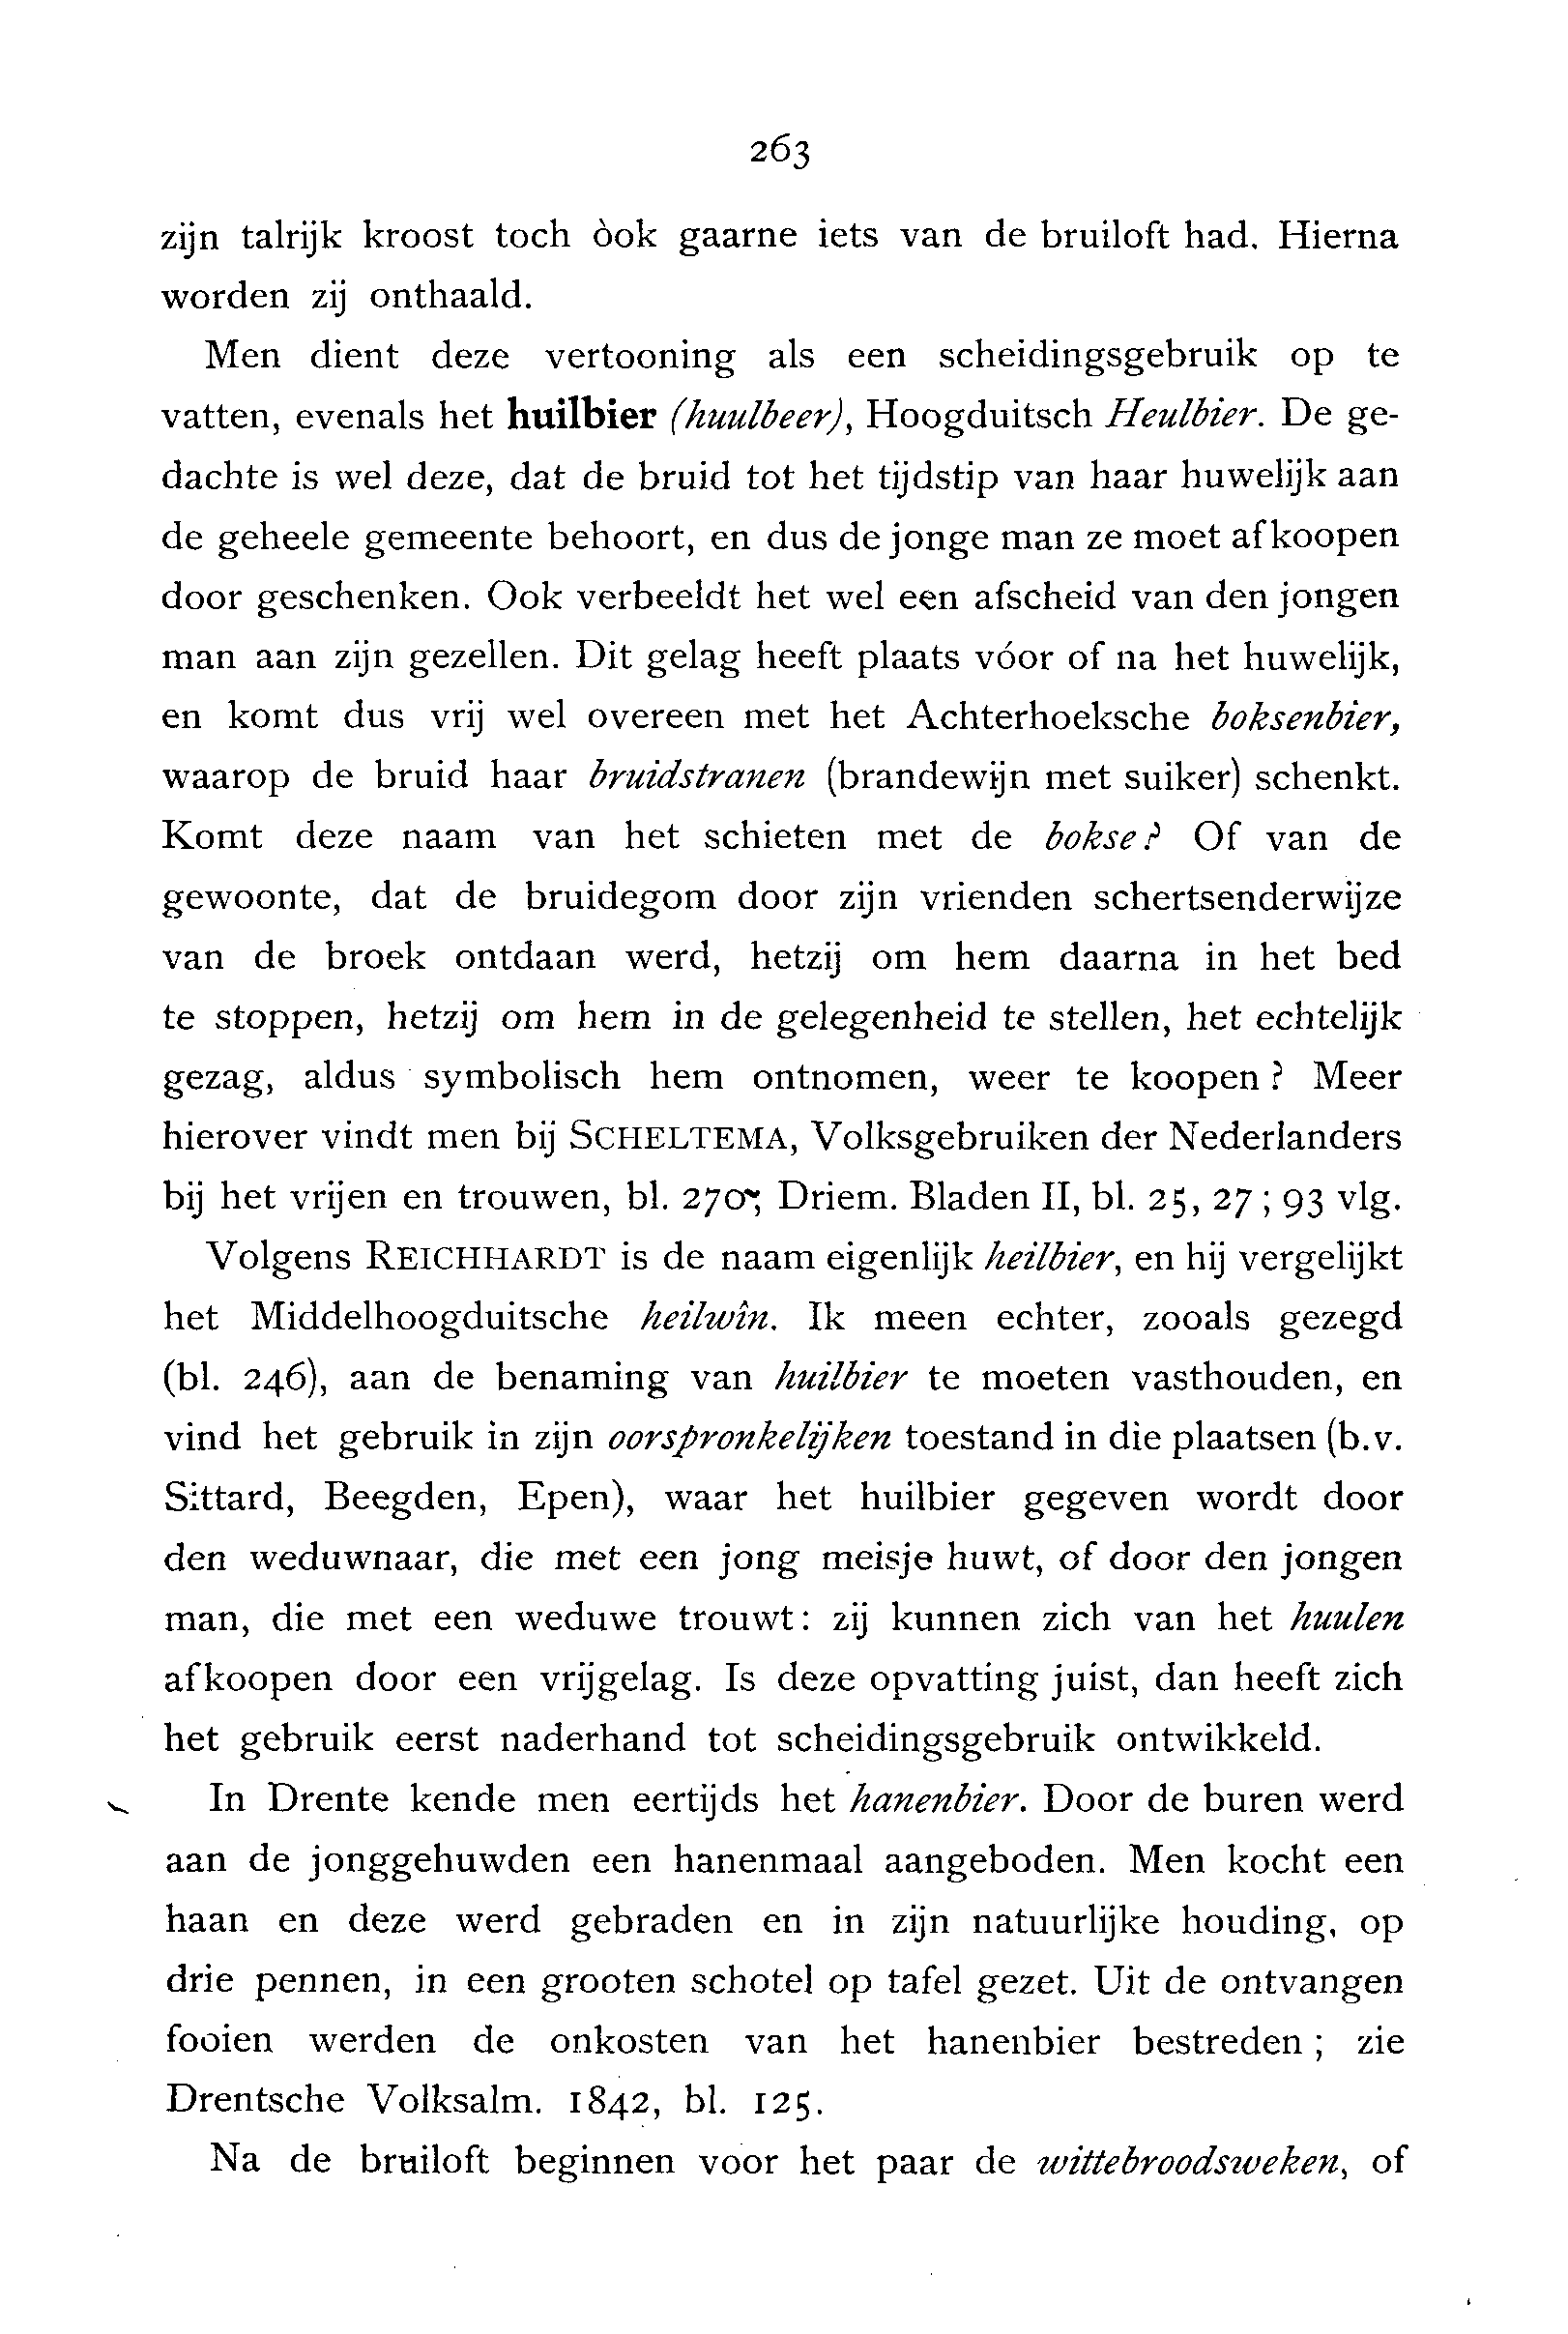 263
zijn talrijk kroost toch òok gaarne iets van de bruiloft had. Hierna
worden zij onthaald.
Men dient deze vertooning als een scheidingsgebruik op te
vatten, evenals het huilbier (huulbeer), Hoogduitsch Heulbier. De ge-
dachte is wel deze, dat de bruid tot het tijdstip van haar huwelijk aan
de geheele gemeente behoort, en dus de jonge man ze moet afkoopen
door geschenken. Ook verbeeldt het wel een afscheid van den jongen
man aan zijn gezellen. Dit gelag heeft plaats vóor of na het huwelijk,
en komt dus vrij wel overeen met het Achterhoeksche boksenbier,
waarop de bruid haar bruidstranen (brandewijn met suiker) schenkt.
Komt deze naam van het schieten met de bokse? Of van de
gewoonte, dat de bruidegom door zijn vrienden schertsenderwijze
van de broek ontdaan werd, hetzij om hem daarna in het bed
te stoppen, hetzij om hem in de gelegenheid te stellen, het echtelijk
gezag, aldus symbolisch hem ontnomen, weer te koopen? Meer
hierover vindt men bij SCHELTEMA, Volksgebruiken der Nederlanders
bij het vrijen en trouwen, bl. 270; Driem. Bladen II, bl. 25, 27; 93 vlg.
Volgens REICHHARDT is de naam eigenlijk heilbier, en hij vergelijkt
het Middelhoogduitsche heilwîn. Ik meen echter, zooals gezegd
(bl. 246), aan de benaming van huilbier te moeten vasthouden, en
vind het gebruik in zijn oorspronkelijken toestand in die plaatsen (b.v.
Sittard, Beegden, Epen), waar het huilbier gegeven wordt door
den weduwnaar, die met een jong meisje huwt, of door den jongen
man, die met een weduwe trouwt: zij kunnen zich van het huulen
afkoopen door een vrijgelag. Is deze opvatting juist, dan heeft zich
het gebruik eerst naderhand tot scheidingsgebruik ontwikkeld.
In Drente kende men eertijds het hanenbier. Door de buren werd
aan de jonggehuwden een hanenmaal aangeboden. Men kocht een
haan en deze werd gebraden en in zijn natuurlijke houding, op
drie pennen, in een grooten schotel op tafel gezet. Uit de ontvangen
fooien werden de onkosten van het hanenbier bestreden; zie
Drentsche Volksalm. 1842, bl. 125.
Na de bruiloft beginnen voor het paar de wittebroodsweken, of